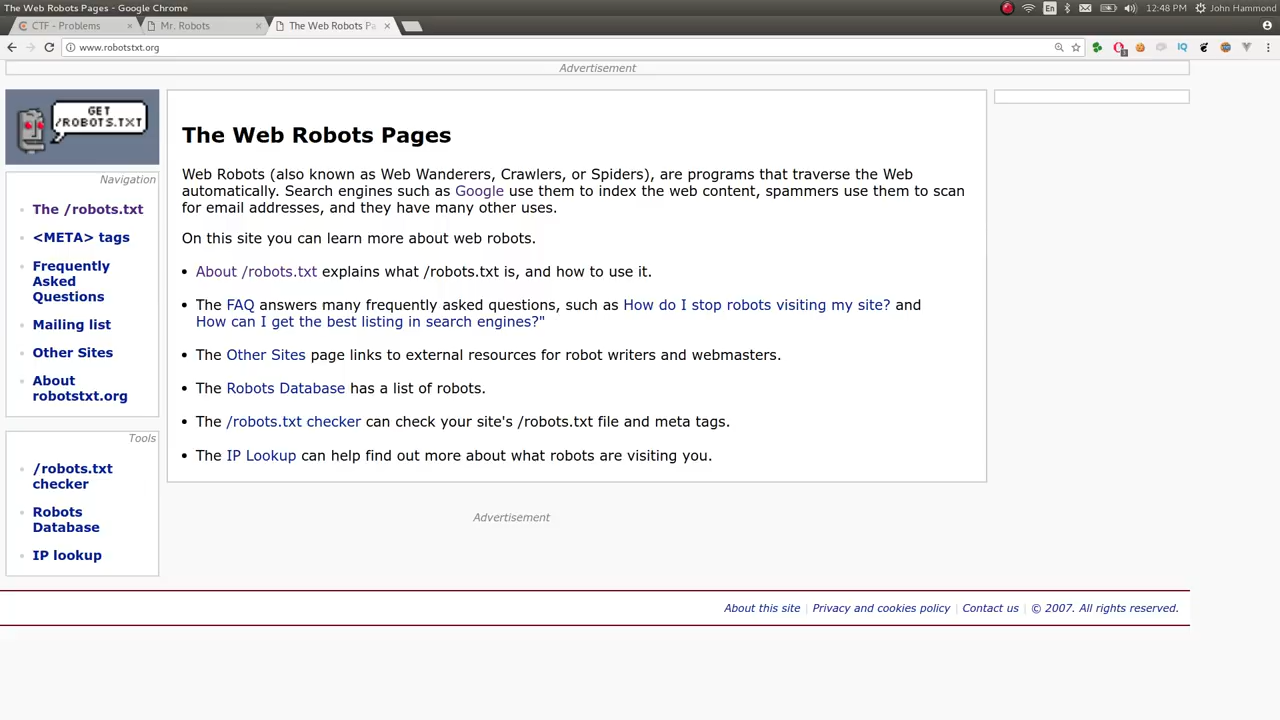 The Web Robots Pages - Google Chrome
En
12:48 PM
John Hammond
CTF - Problems
Mr. Robots
The Web Robots Pa
www.robotstxt.org
IQ
Advertisement
GET
/ROBOTS.TXT
Navigation
The /robots.txt
<META> tags
Frequently
Asked
Questions
Mailing list
Other Sites
About
robotstxt.org
Tools
/robots.txt
checker
Robots
Database
IP lookup
The Web Robots Pages
Web Robots (also known as Web Wanderers, Crawlers, or Spiders), are programs that traverse the Web
automatically. Search engines such as Google use them to index the web content, spammers use them to scan
for email addresses, and they have many other uses.
On this site you can learn more about web robots.
• About /robots.txt explains what /robots.txt is, and how to use it.
• The FAQ answers many frequently asked questions, such as How do I stop robots visiting my site? and
How can I get the best listing in search engines?"
• The Other Sites page links to external resources for robot writers and webmasters.
• The Robots Database has a list of robots.
• The /robots.txt checker can check your site's /robots.txt file and meta tags.
• The IP Lookup can help find out more about what robots are visiting you.
Advertisement
About this site | Privacy and cookies policy | Contact us | © 2007. All rights reserved.